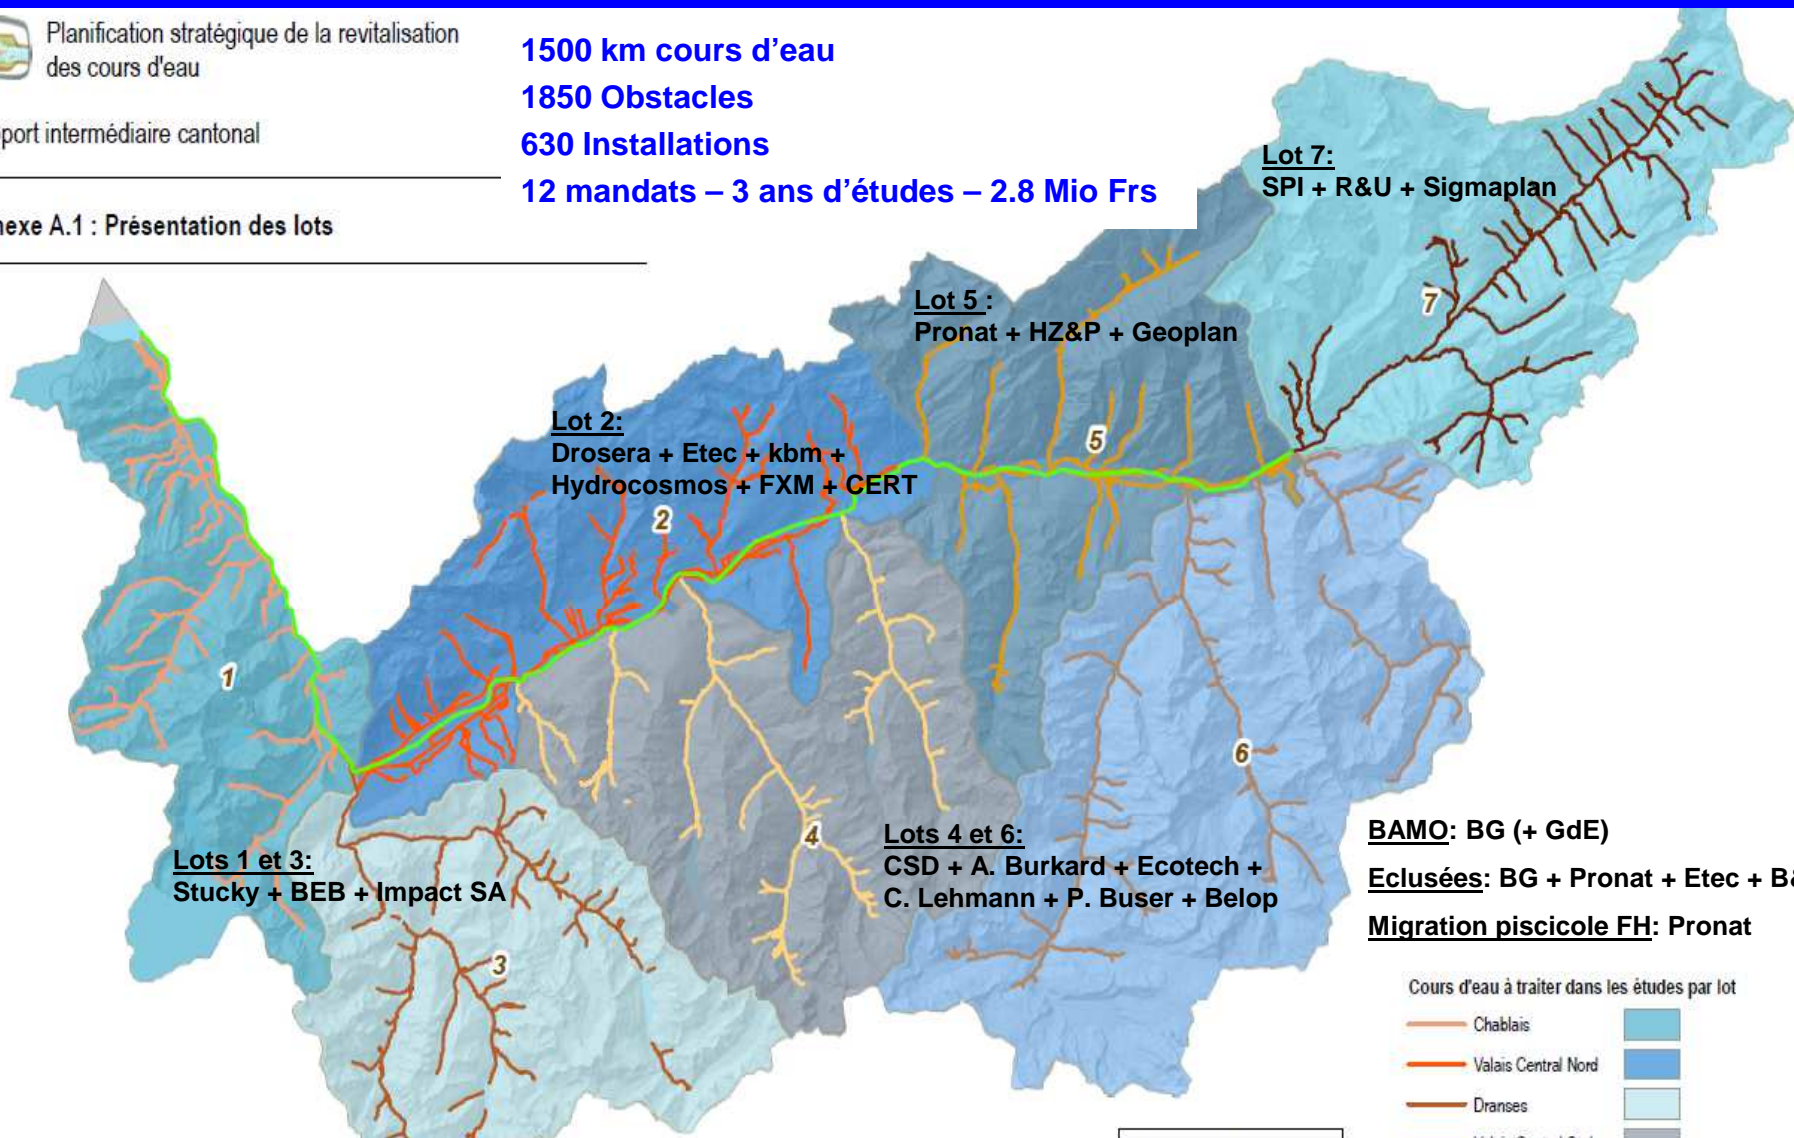 Planification stratégique de la revitalisation
des cours d'eau
port intermédiaire cantonal
nexe A.1 : Présentation des lots
1500 km cours d’eau
1850 Obstacles
630 Installations
12 mandats – 3 ans d’études – 2.8 Mio Frs
Lot 7:
SPI + R&U + Sigmaplan
7
Lot 5 :
Pronat + HZ&P + Geoplan
5
Lot 2:
Drosera + Etec + kbm +
Hydrocosmos + FXM + CERT
2
1
6
4
Lots 1 et 3:
Stucky + BEB + Impact SA
3
Lots 4 et 6:
CSD + A. Burkard + Ecotech +
C. Lehmann + P. Buser + Belop
BAMO: BG (+ GdE)
Eclusées: BG + Pronat + Etec + B&
Migration piscicole FH: Pronat
Cours d'eau à traiter dans les études par lot
Chablais
Valais Central Nord
Dranses